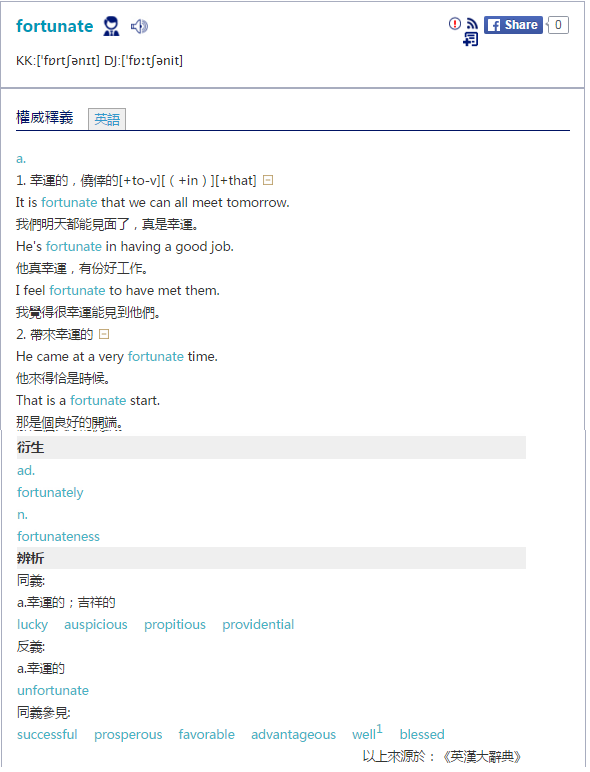 fortunate
Share 0
KK:[ˈfɒrtʃənɪt] DJ:[ˈfɒːtʃənit]
權威釋義 英語
a.
1. 幸運的，僥倖的[+to-v][（+in）][+that]
It is fortunate that we can all meet tomorrow.
我們明天都能見面了，真是幸運。
He's fortunate in having a good job.
他真幸運，有份好工作。
I feel fortunate to have met them.
我覺得很幸運能見到他們。
2. 帶來幸運的
He came at a very fortunate time.
他來得恰是時候。
That is a fortunate start.
那是個良好的開端。
衍生
ad.
fortunately
n.
fortunateness
辨析
同義:
a.幸運的；吉祥的
lucky auspicious propitious providential
反義:
a.幸運的
unfortunate
同義參見:
successful prosperous favorable advantageous well1 blessed
以上來源於：《英漢大辭典》